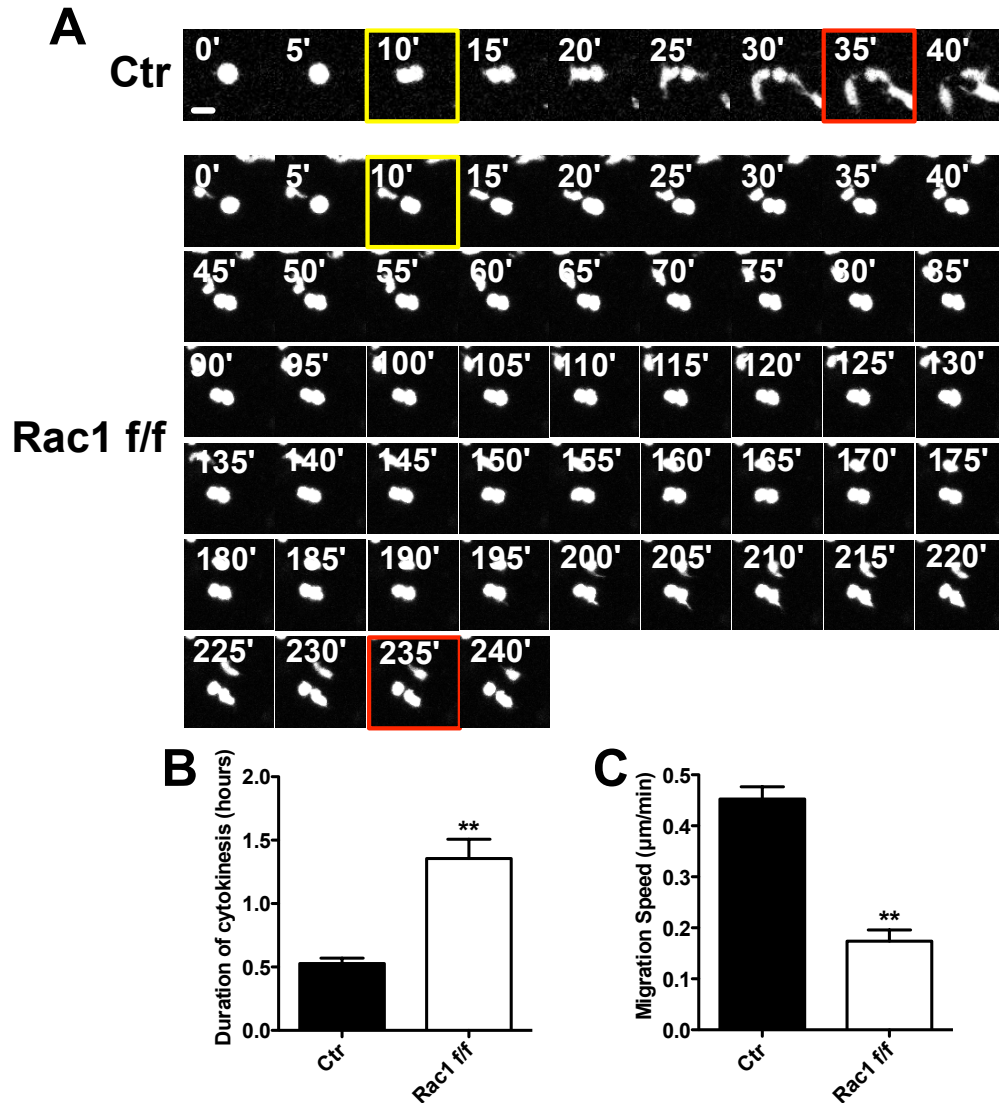 A
Ctr
0' 5' 10' 15' 20' 25' 30' 35' 40'
Rac1 f/f
0' 5' 10' 15' 20' 25' 30' 35' 40'
45' 50' 55' 60' 65' 70' 75' 80' 85'
90' 95' 100' 105' 110' 115' 120' 125' 130'
135' 140' 145' 150' 155' 160' 165' 170' 175'
180' 185' 190' 195' 200' 205' 210' 215' 220'
225' 230' 235' 240'
B
Duration of cytokinesis (hours)
2.0
1.5
1.0
0.5
0.0
**
Ctr
Rac1 f/f
C
Migration Speed (μm/min)
0.5
0.4
0.3
0.2
0.1
0.0
**
Ctr
Rac1 f/f